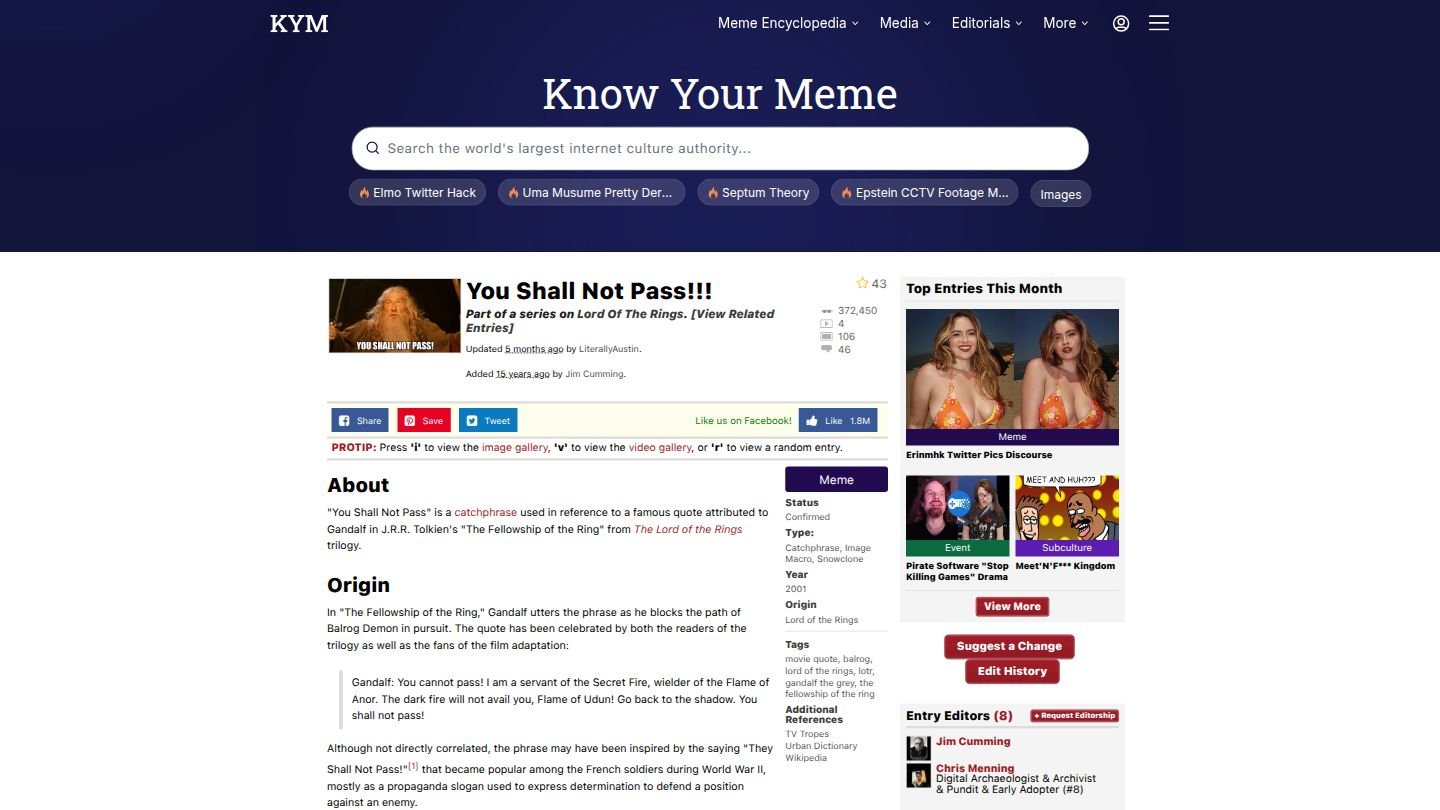 KYM
Meme Encyclopedia
Media
Editorials
More
Know Your Meme
Search the world's largest internet culture authority...
Elmo Twitter Hack
Uma Musume Pretty Der...
Septum Theory
Epstein CCTV Footage M...
Images
YOU SHALL NOT PASS!
You Shall Not Pass!!!
Part of a series on Lord Of The Rings. [View Related
Entries]
Updated 5 months ago by LiterallyAustin.
Added 15 years ago by Jim Cumming.
43
372,450
4
106
46
Share
Save
Tweet
Like us on Facebook!
Like 1.8M
PROTIP: Press 'i' to view the image gallery, 'v' to view the video gallery, or 'r' to view a random entry.
About
"You Shall Not Pass" is a catchphrase used in reference to a famous quote attributed to
Gandalf in J.R.R. Tolkien's "The Fellowship of the Ring" from The Lord of the Rings
trilogy.
Origin
In "The Fellowship of the Ring," Gandalf utters the phrase as he blocks the path of
Balrog Demon in pursuit. The quote has been celebrated by both the readers of the
trilogy as well as the fans of the film adaptation:
Gandalf: You cannot pass! I am a servant of the Secret Fire, wielder of the Flame of
Anor. The dark fire will not avail you, Flame of Udun! Go back to the shadow. You
shall not pass!
Although not directly correlated, the phrase may have been inspired by the saying "They
Shall Not Pass!"[1] that became popular among the French soldiers during World War II,
mostly as a propaganda slogan used to express determination to defend a position
against an enemy.
Meme
Status
Confirmed
Type:
Catchphrase, Image
Macro, Snowclone
Year
2001
Origin
Lord of the Rings
Tags
movie quote, balrog,
lord of the rings, lotr,
gandalf the grey, the
fellowship of the ring
Additional
References
TV Tropes
Urban Dictionary
Wikipedia
Top Entries This Month
Meme
Erinmhk Twitter Pics Discourse
MEET AND HUH???
Event
Subculture
Pirate Software "Stop
Killing Games" Drama
Meet'N'F*** Kingdom
View More
Suggest a Change
Edit History
Entry Editors (8)
+ Request Editorship
Jim Cumming
Chris Menning
Digital Archaeologist & Archivist
& Pundit & Early Adopter (#8)